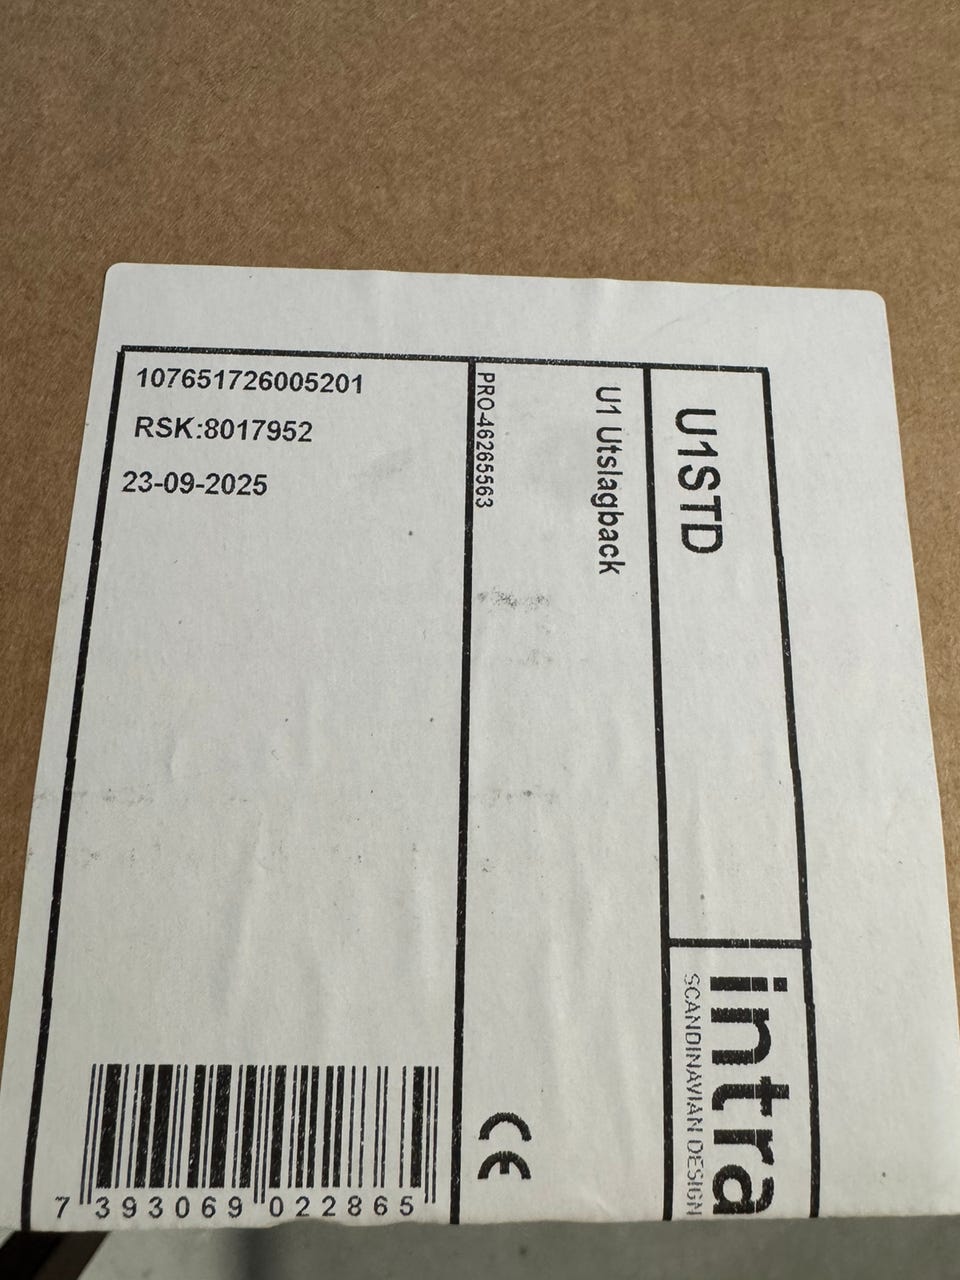 107651726005201
RSK:8017952
23-09-2025
PRO-46265563
U1 Utslagback
U1STD
intra
SCANDINAVIAN DESIGN
CE
7 393069 022865